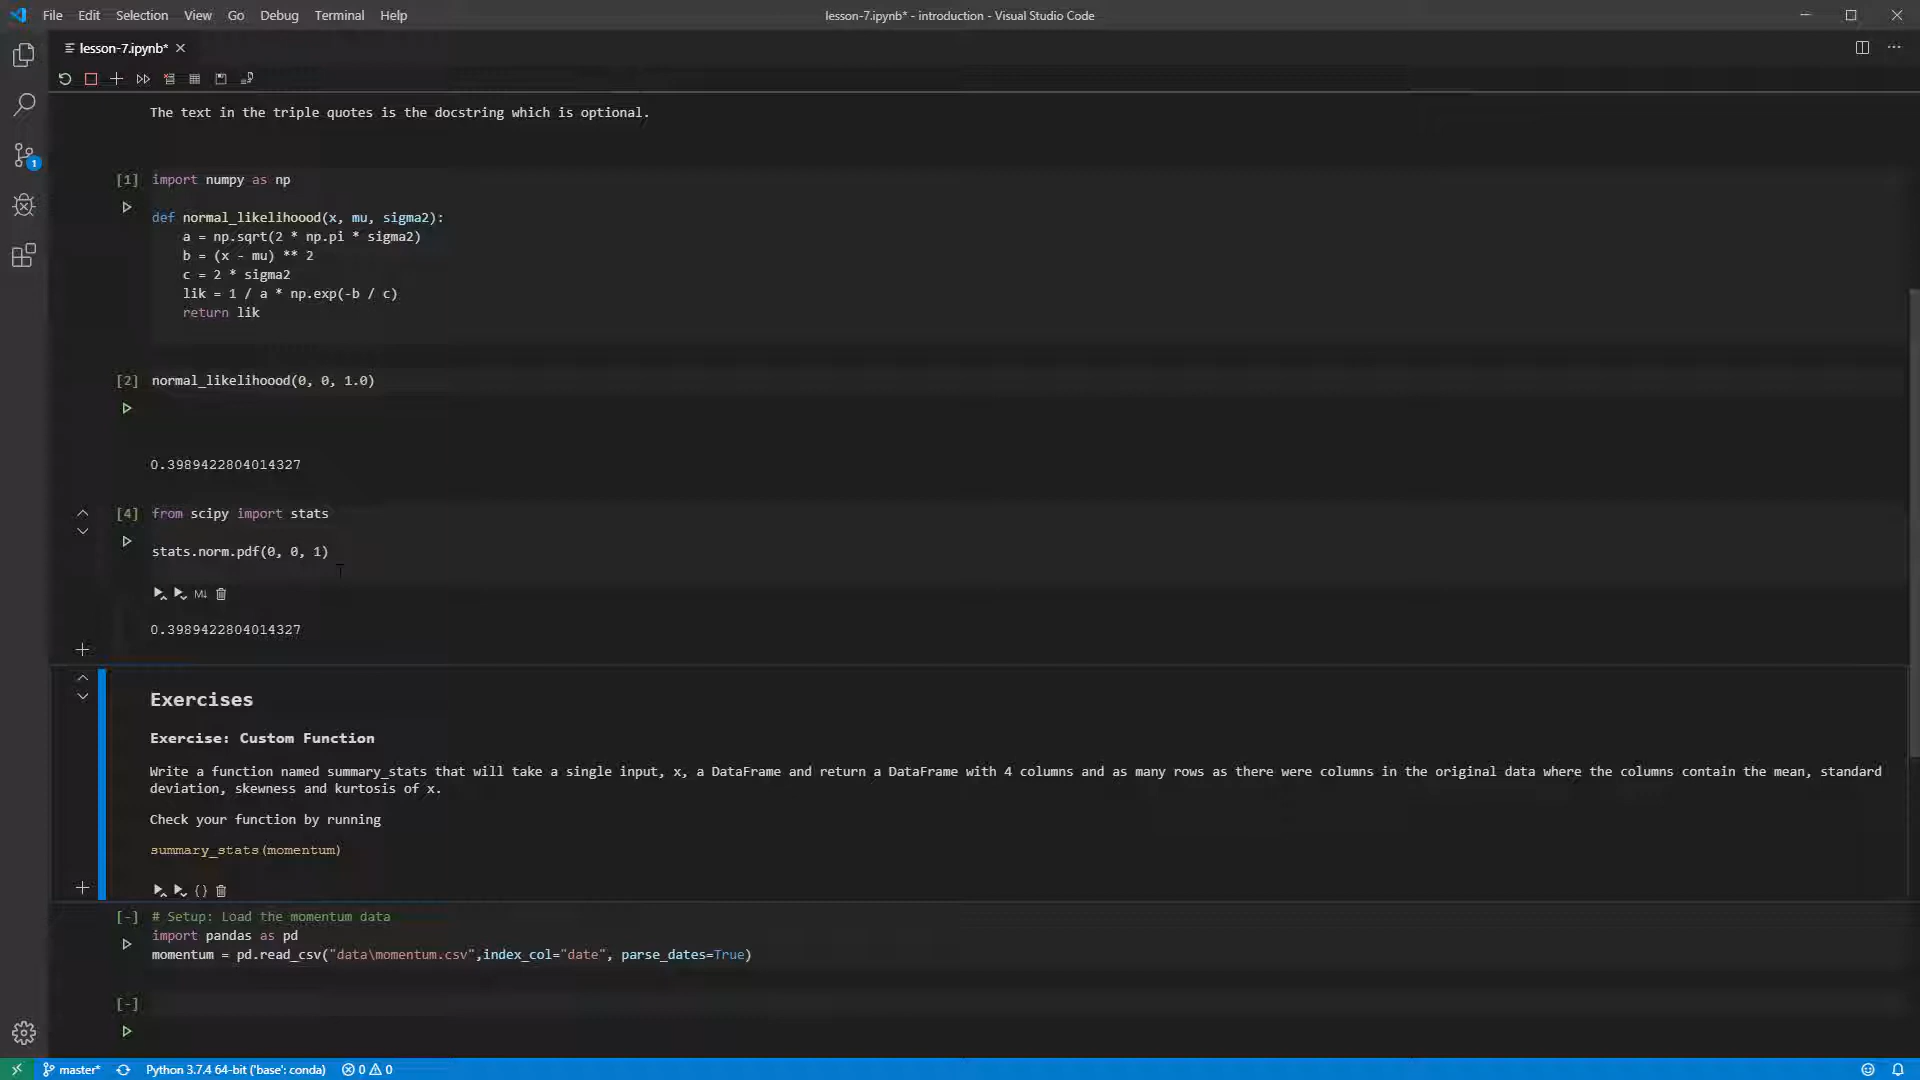 File Edit Selection View Go Debug Terminal Help
lesson-7.ipynb* - introduction - Visual Studio Code
lesson-7.ipynb*
The text in the triple quotes is the docstring which is optional.
[1] import numpy as np
def normal_likelihoood(x, mu, sigma2):
a = np.sqrt(2 * np.pi * sigma2)
b = (x - mu) ** 2
c = 2 * sigma2
lik = 1 / a * np.exp(-b / c)
return lik
[2] normal_likelihoood(0, 0, 1.0)
0.3989422804014327
[4] from scipy import stats
stats.norm.pdf(0, 0, 1)
M↓
0.3989422804014327
Exercises
Exercise: Custom Function
Write a function named summary_stats that will take a single input, x, a DataFrame and return a DataFrame with 4 columns and as many rows as there were columns in the original data where the columns contain the mean, standard
deviation, skewness and kurtosis of x.
Check your function by running
summary_stats(momentum)
{}
[-] # Setup: Load the momentum data
import pandas as pd
momentum = pd.read_csv("data\momentum.csv",index_col="date", parse_dates=True)
[-]
1
master* Python 3.7.4 64-bit ('base': conda) 0 0